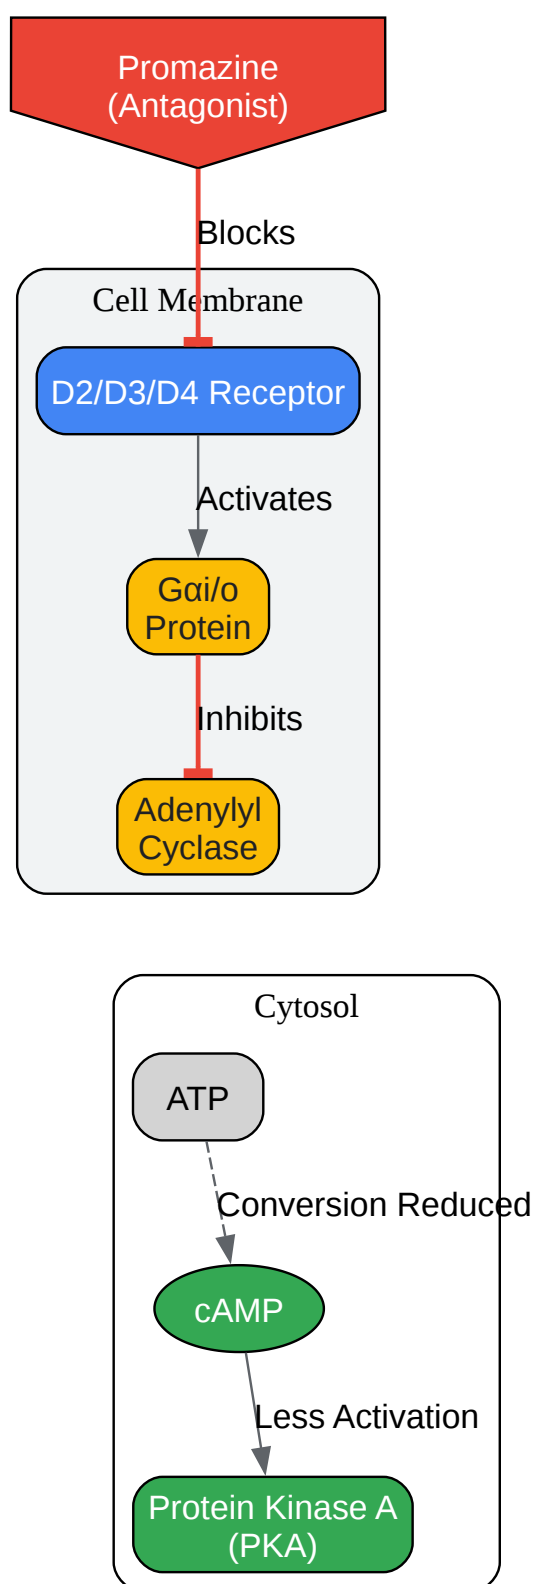 Promazine
(Antagonist)
Blocks
Cell Membrane
D2/D3/D4 Receptor
Activates
Gαi/o
Protein
Inhibits
Adenylyl
Cyclase
Cytosol
ATP
Conversion Reduced
cAMP
Less Activation
Protein Kinase A
(PKA)